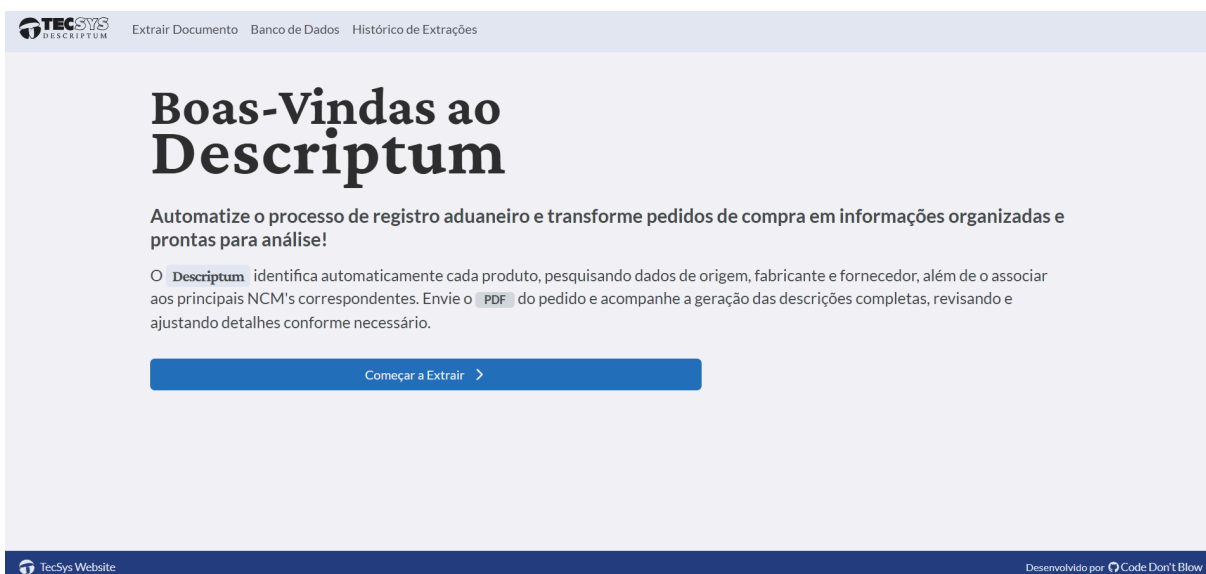 TECSYS
DESCRIPTUM
Extrair Documento Banco de Dados Histórico de Extrações
Boas-Vindas ao
Descriptum
Automatize o processo de registro aduaneiro e transforme pedidos de compra em informações organizadas e
prontas para análise!
O Descriptum identifica automaticamente cada produto, pesquisando dados de origem, fabricante e fornecedor, além de o associar
aos principais NCM's correspondentes. Envie o PDF do pedido e acompanhe a geração das descrições completas, revisando e
ajustando detalhes conforme necessário.
Começar a Extrair
TecSys Website
Desenvolvido por Code Don't Blow